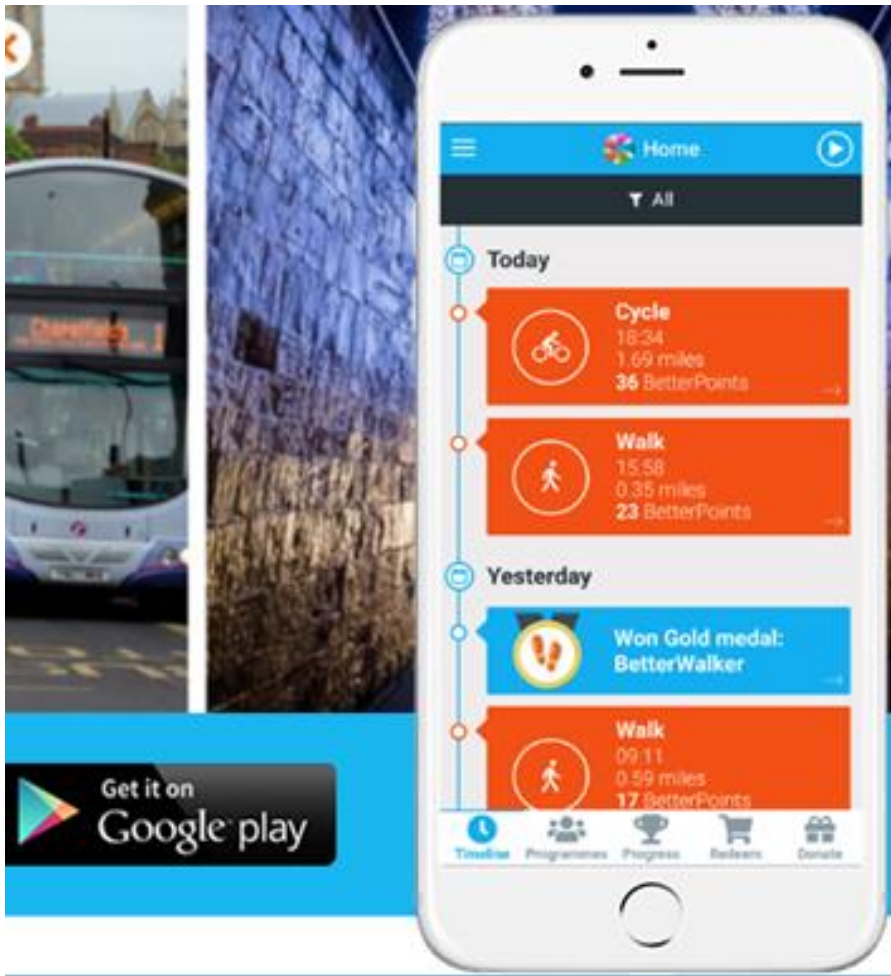 Home
All
Today
Cycle
18:34
1.69 miles
36 BetterPoints
Walk
15:58
0.35 miles
23 BetterPoints
Yesterday
Won Gold medal:
BetterWalker
Walk
09:11
0.59 miles
17 BetterPoints
Timeline Programmes Progress Redeem Donate
Get it on
Google play